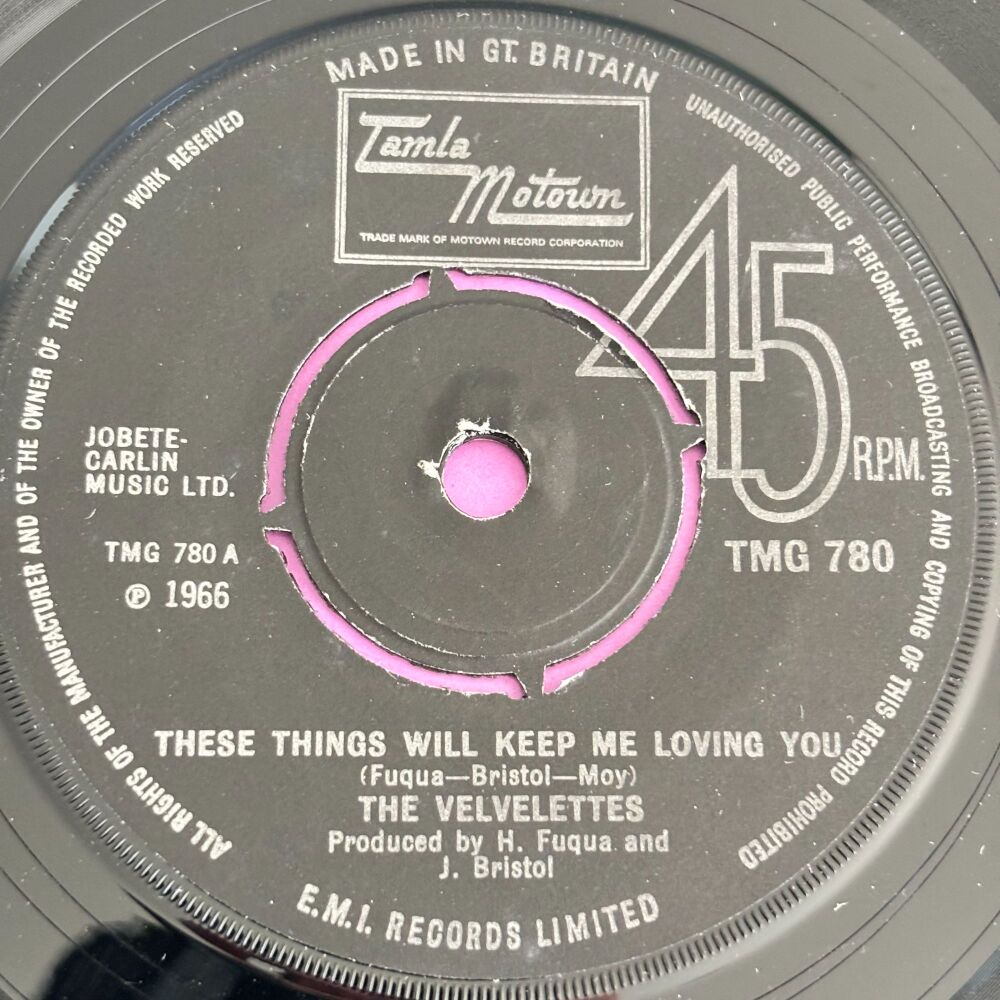 MADE IN GT. BRITAIN
Tamla
Motown
TRADE MARK OF MOTOWN RECORD CORPORATION
45
R.P.M.
UNAUTHORISED PUBLIC PERFORMANCE BROADCASTING AND COPYING OF THIS RECORD PROHIBITED
ALL RIGHTS OF THE MANUFACTURER AND OF THE OWNER OF THE RECORDED WORK RESERVED
JOBETE-
CARLIN
MUSIC LTD.
TMG 780 A
℗ 1966
TMG 780
THESE THINGS WILL KEEP ME LOVING YOU
(Fuqua—Bristol—Moy)
THE VELVELETTES
Produced by H. Fuqua and
J. Bristol
E.M.I. RECORDS LIMITED